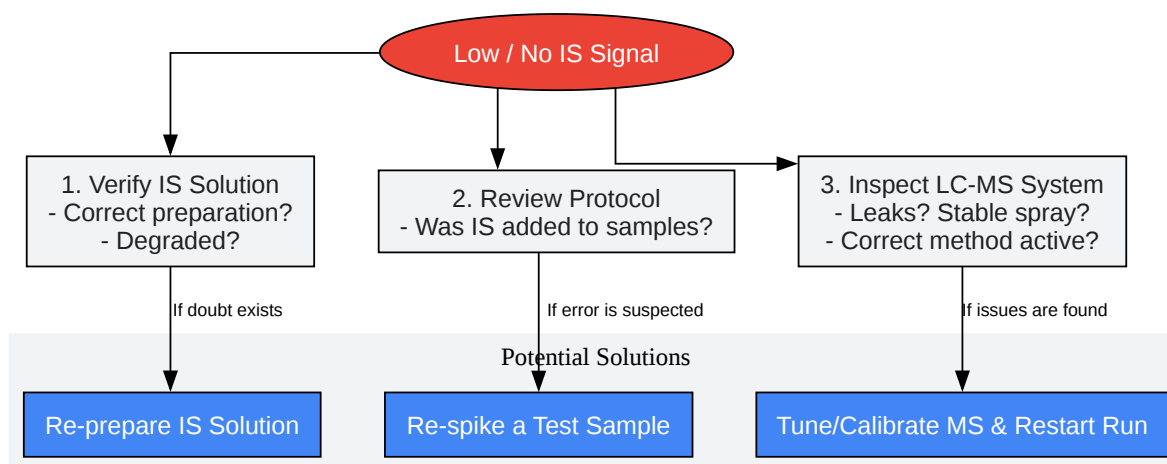 Low / No IS Signal
1. Verify IS Solution
- Correct preparation?
- Degraded?
2. Review Protocol
- Was IS added to samples?
3. Inspect LC-MS System
- Leaks? Stable spray?
- Correct method active?
If doubt exists
If error is suspected
If issues are found
Potential Solutions
Re-prepare IS Solution
Re-spike a Test Sample
Tune/Calibrate MS & Restart Run